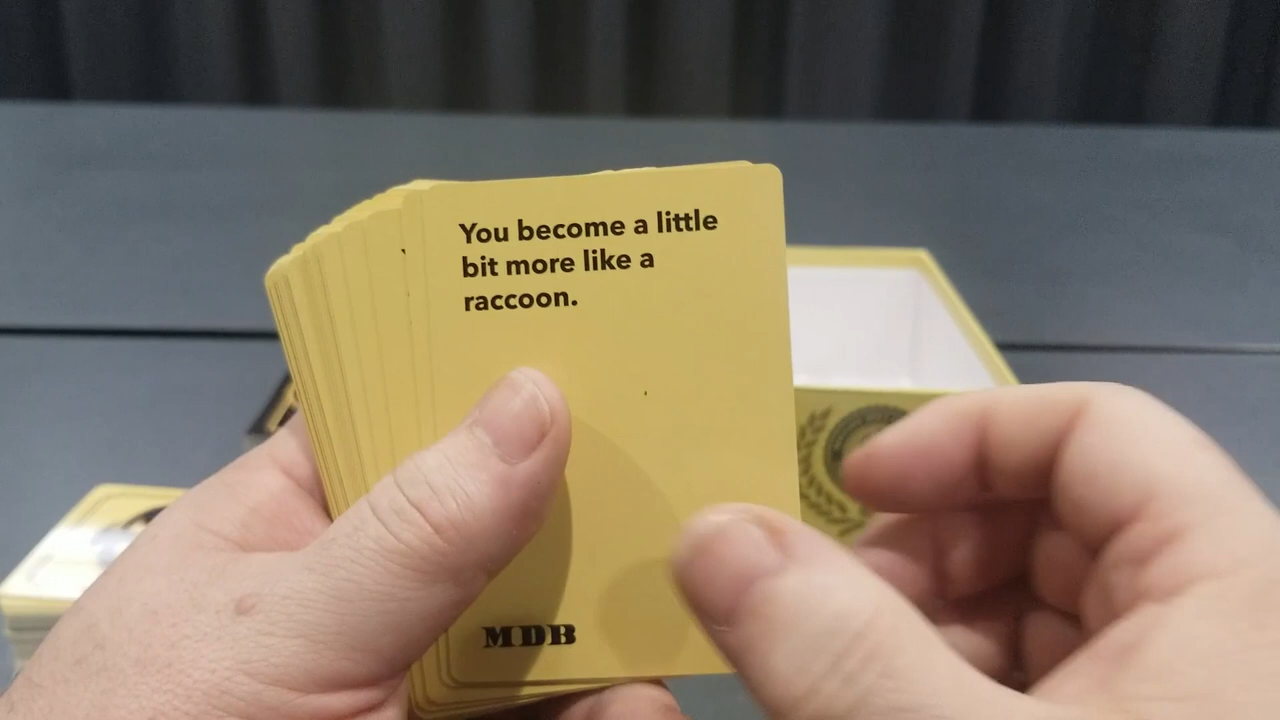 You become a little
bit more like a
raccoon.
MDB